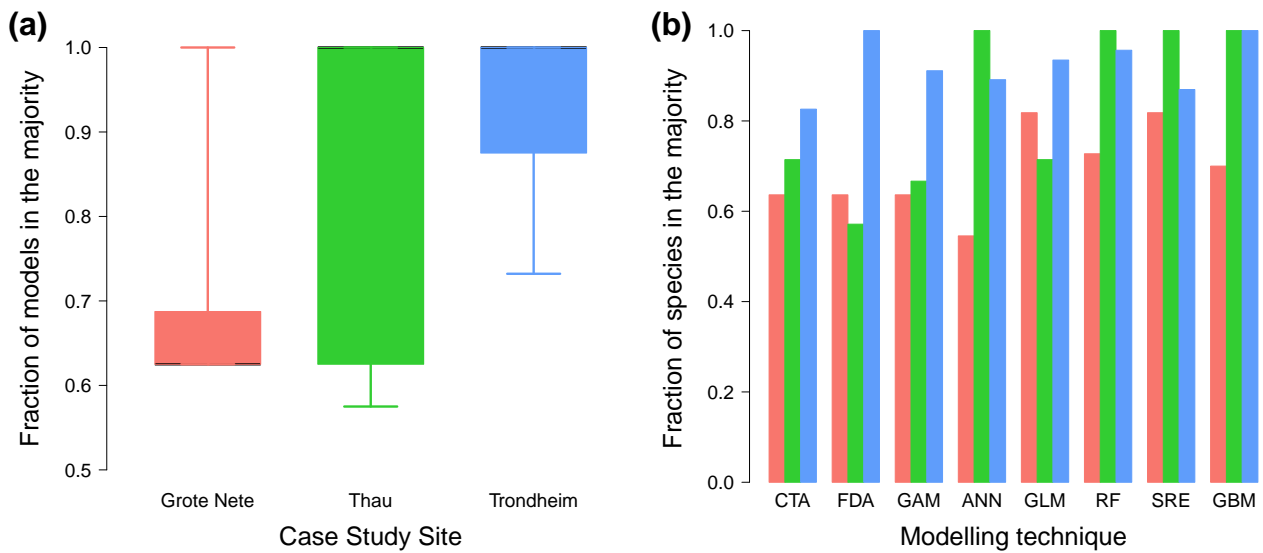 (a)
Fraction of models in the majority
1.0
0.9
0.8
0.7
0.6
0.5
Grote Nete Thau Trondheim
Case Study Site
(b)
Fraction of species in the majority
1.0
0.8
0.6
0.4
0.2
0.0
CTA FDA GAM ANN GLM RF SRE GBM
Modelling technique